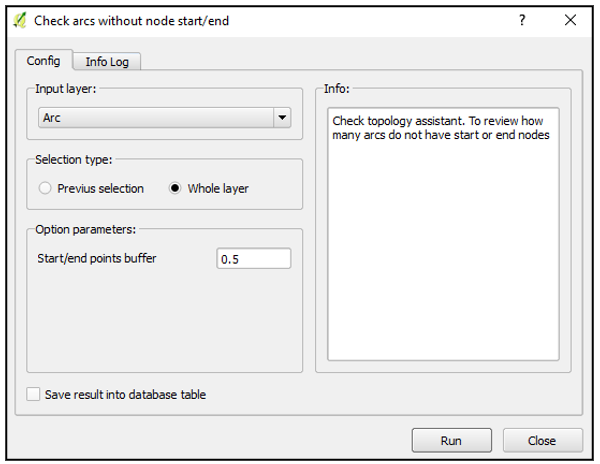 Check arcs without node start/end
?
Config
Info Log
Input layer:
Arc
Selection type:
Previus selection
Whole layer
Option parameters:
Start/end points buffer
0.5
Save result into database table
Info:
Check topology assistant. To review how
many arcs do not have start or end nodes
Run
Close